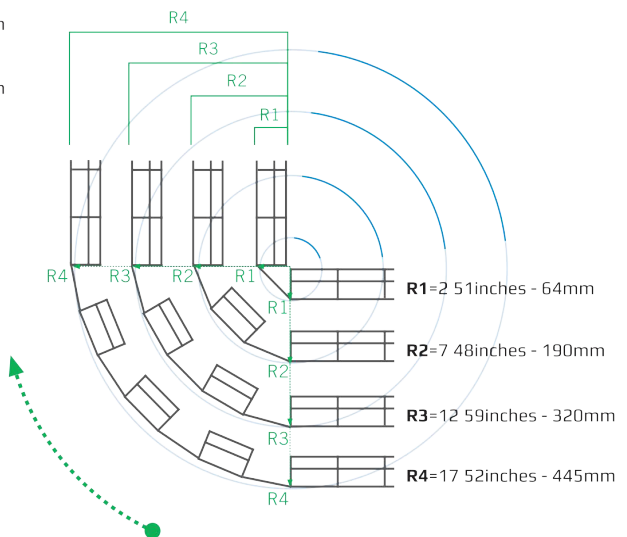 R4
m
R3
R2
m
R1
R4 R3 R2 R1
R1
R1=2 51inches - 64mm
R2
R2=7 48inches - 190mm
R3
R3=12 59inches - 320mm
R4
R4=17 52inches - 445mm